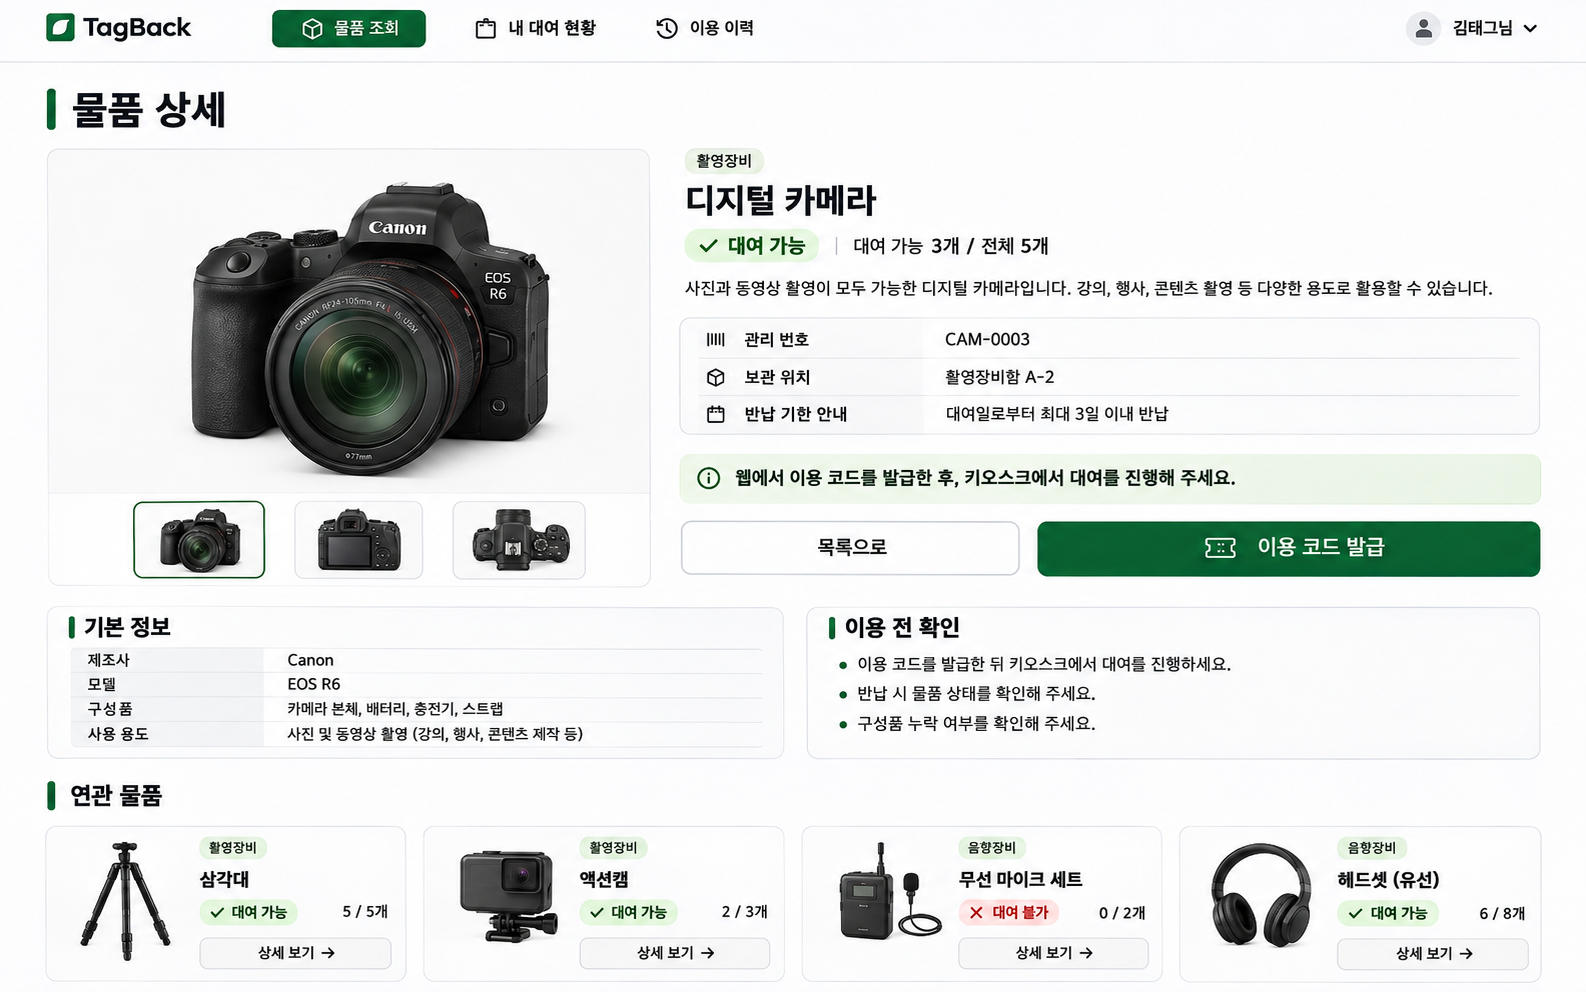 TagBack
물품 조회
내 대여 현황
이용 이력
김태그님
물품 상세
Canon
EOS
R6
CANON RF24-105mm F4 L IS USM
Φ77mm
촬영장비
디지털 카메라
대여 가능 | 대여 가능 3개 / 전체 5개
사진과 동영상 촬영이 모두 가능한 디지털 카메라입니다. 강의, 행사, 콘텐츠 촬영 등 다양한 용도로 활용할 수 있습니다.
관리 번호 CAM-0003
보관 위치 촬영장비함 A-2
반납 기한 안내 대여일로부터 최대 3일 이내 반납
웹에서 이용 코드를 발급한 후, 키오스크에서 대여를 진행해 주세요.
목록으로
이용 코드 발급
기본 정보
제조사 Canon
모델 EOS R6
구성품 카메라 본체, 배터리, 충전기, 스트랩
사용 용도 사진 및 동영상 촬영 (강의, 행사, 콘텐츠 제작 등)
이용 전 확인
이용 코드를 발급한 뒤 키오스크에서 대여를 진행하세요.
반납 시 물품 상태를 확인해 주세요.
구성품 누락 여부를 확인해 주세요.
연관 물품
촬영장비
삼각대
대여 가능 5 / 5개
상세 보기 →
촬영장비
액션캠
대여 가능 2 / 3개
상세 보기 →
음향장비
무선 마이크 세트
대여 불가 0 / 2개
상세 보기 →
음향장비
헤드셋 (유선)
대여 가능 6 / 8개
상세 보기 →